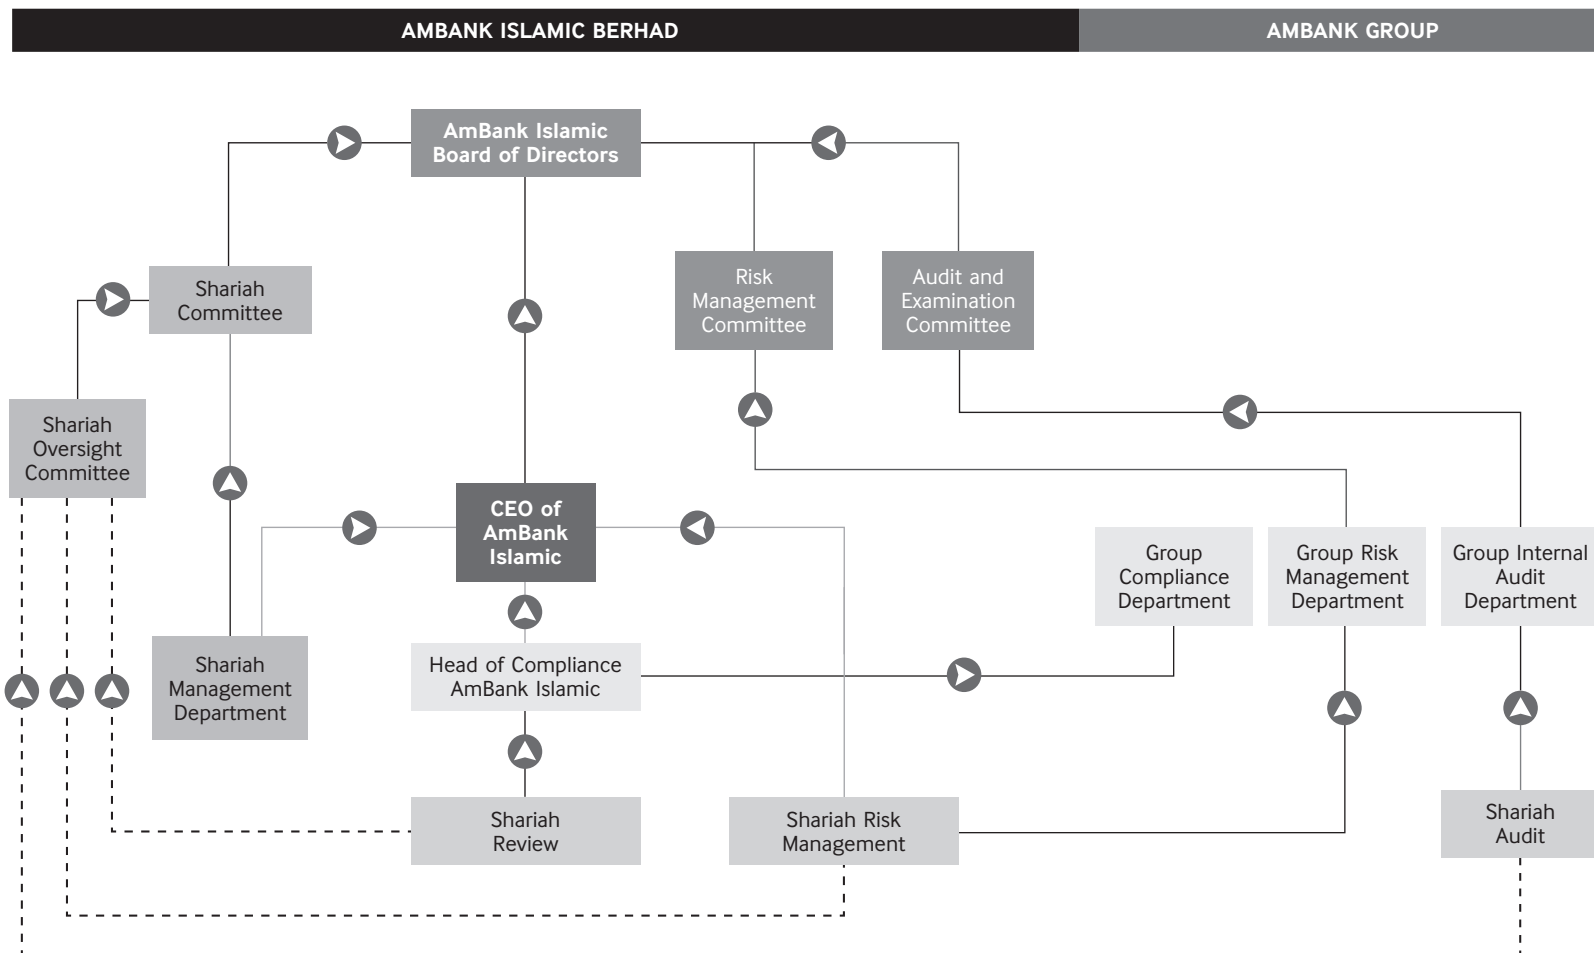 AMBANK ISLAMIC BERHAD
AMBANK GROUP
AmBank Islamic
Board of Directors
Shariah
Committee
Risk
Management
Committee
Audit and
Examination
Committee
Shariah
Oversight
Committee
CEO of
AmBank
Islamic
Group
Compliance
Department
Group Risk
Management
Department
Group Internal
Audit
Department
Shariah
Management
Department
Head of Compliance
AmBank Islamic
Shariah
Review
Shariah Risk
Management
Shariah
Audit